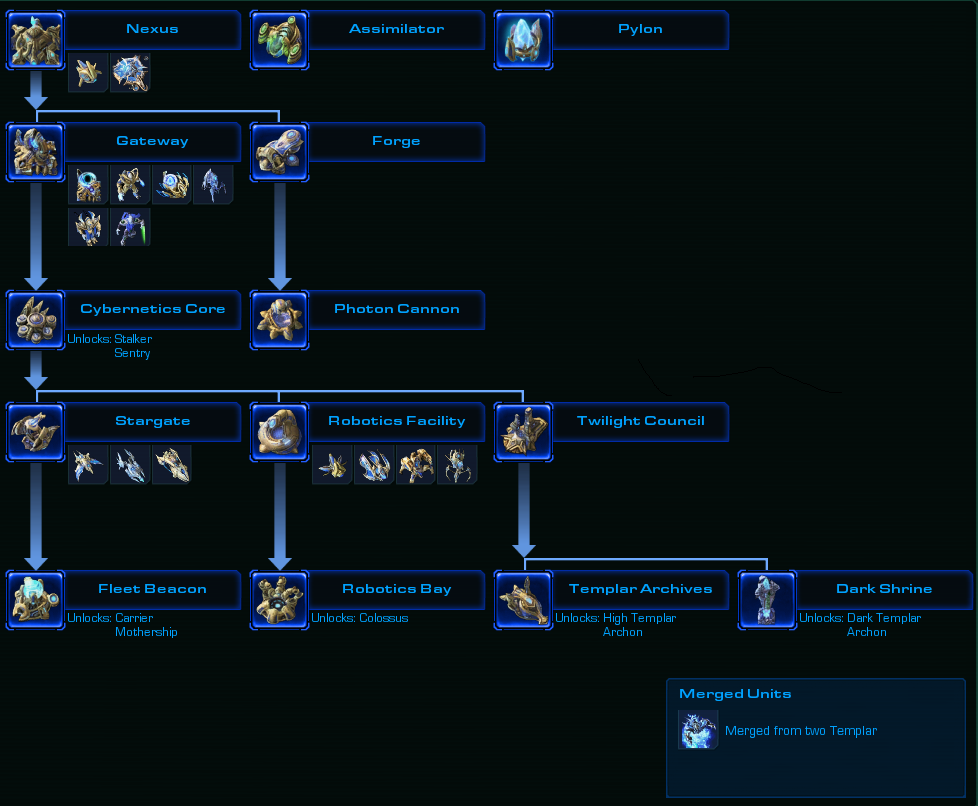 Nexus
Assimilator
Pylon
Gateway
Forge
Cybernetics Core
Unlocks: Stalker
Sentry
Photon Cannon
Stargate
Robotics Facility
Twilight Council
Fleet Beacon
Unlocks: Carrier
Mothership
Robotics Bay
Unlocks: Colossus
Templar Archives
Unlocks: High Templar
Archon
Dark Shrine
Unlocks: Dark Templar
Archon
Merged Units
Merged from two Templar